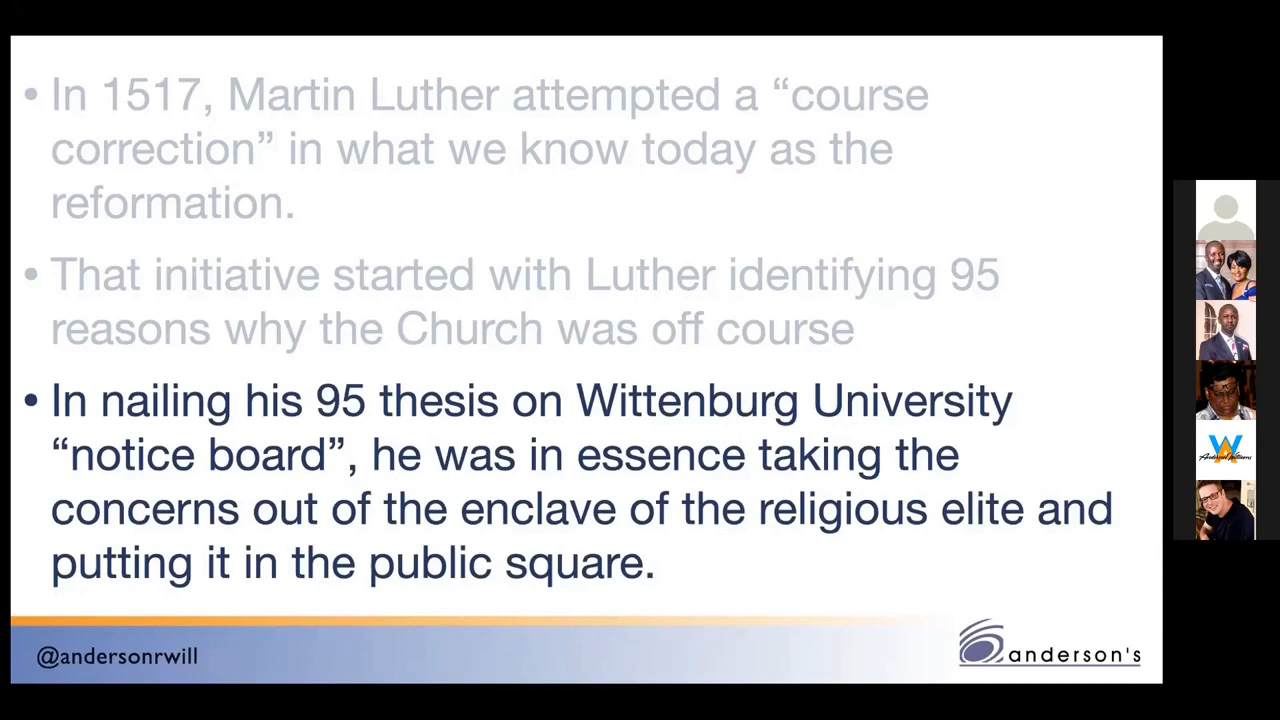 • In 1517, Martin Luther attempted a “course
correction” in what we know today as the
reformation.
• That initiative started with Luther identifying 95
reasons why the Church was off course
• In nailing his 95 thesis on Wittenburg University
“notice board”, he was in essence taking the
concerns out of the enclave of the religious elite and
putting it in the public square.
@andersonrwill
anderson's
Anderson Williams